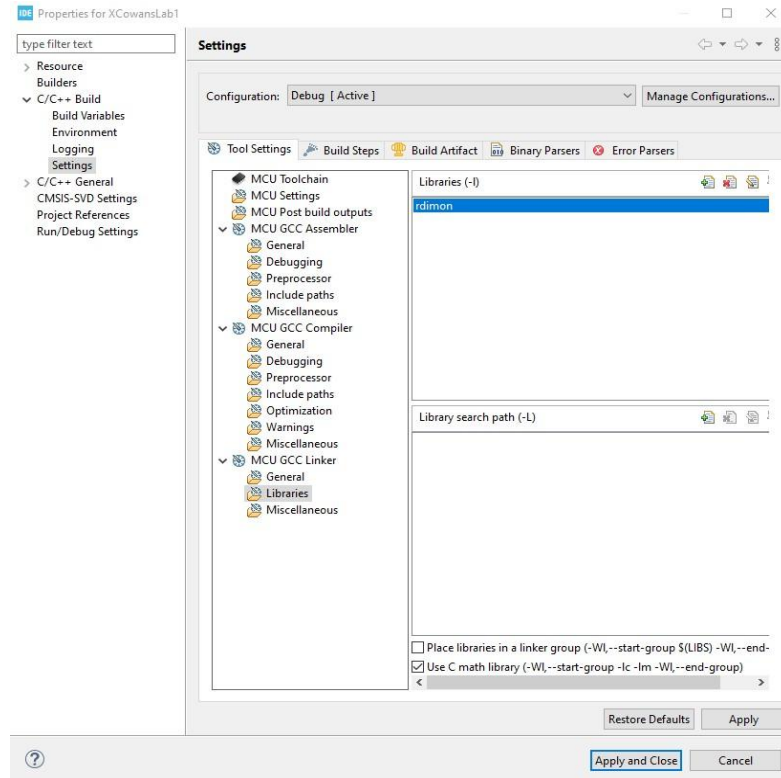 IDE Properties for XCowansLab1
type filter text
Resource
Builders
C/C++ Build
Build Variables
Environment
Logging
Settings
C/C++ General
CMSIS-SVD Settings
Project References
Run/Debug Settings
Settings
Configuration: Debug [ Active ]
Manage Configurations...
Tool Settings Build Steps Build Artifact Binary Parsers Error Parsers
MCU Toolchain
MCU Settings
MCU Post build outputs
MCU GCC Assembler
General
Debugging
Preprocessor
Include paths
Miscellaneous
MCU GCC Compiler
General
Debugging
Preprocessor
Include paths
Optimization
Warnings
Miscellaneous
MCU GCC Linker
General
Libraries
Miscellaneous
Libraries (-l)
rdimon
Library search path (-L)
Place libraries in a linker group (-Wl,--start-group $(LIBS) -Wl,--end-
Use C math library (-Wl,--start-group -lc -lm -Wl,--end-group)
Restore Defaults Apply
? Apply and Close Cancel